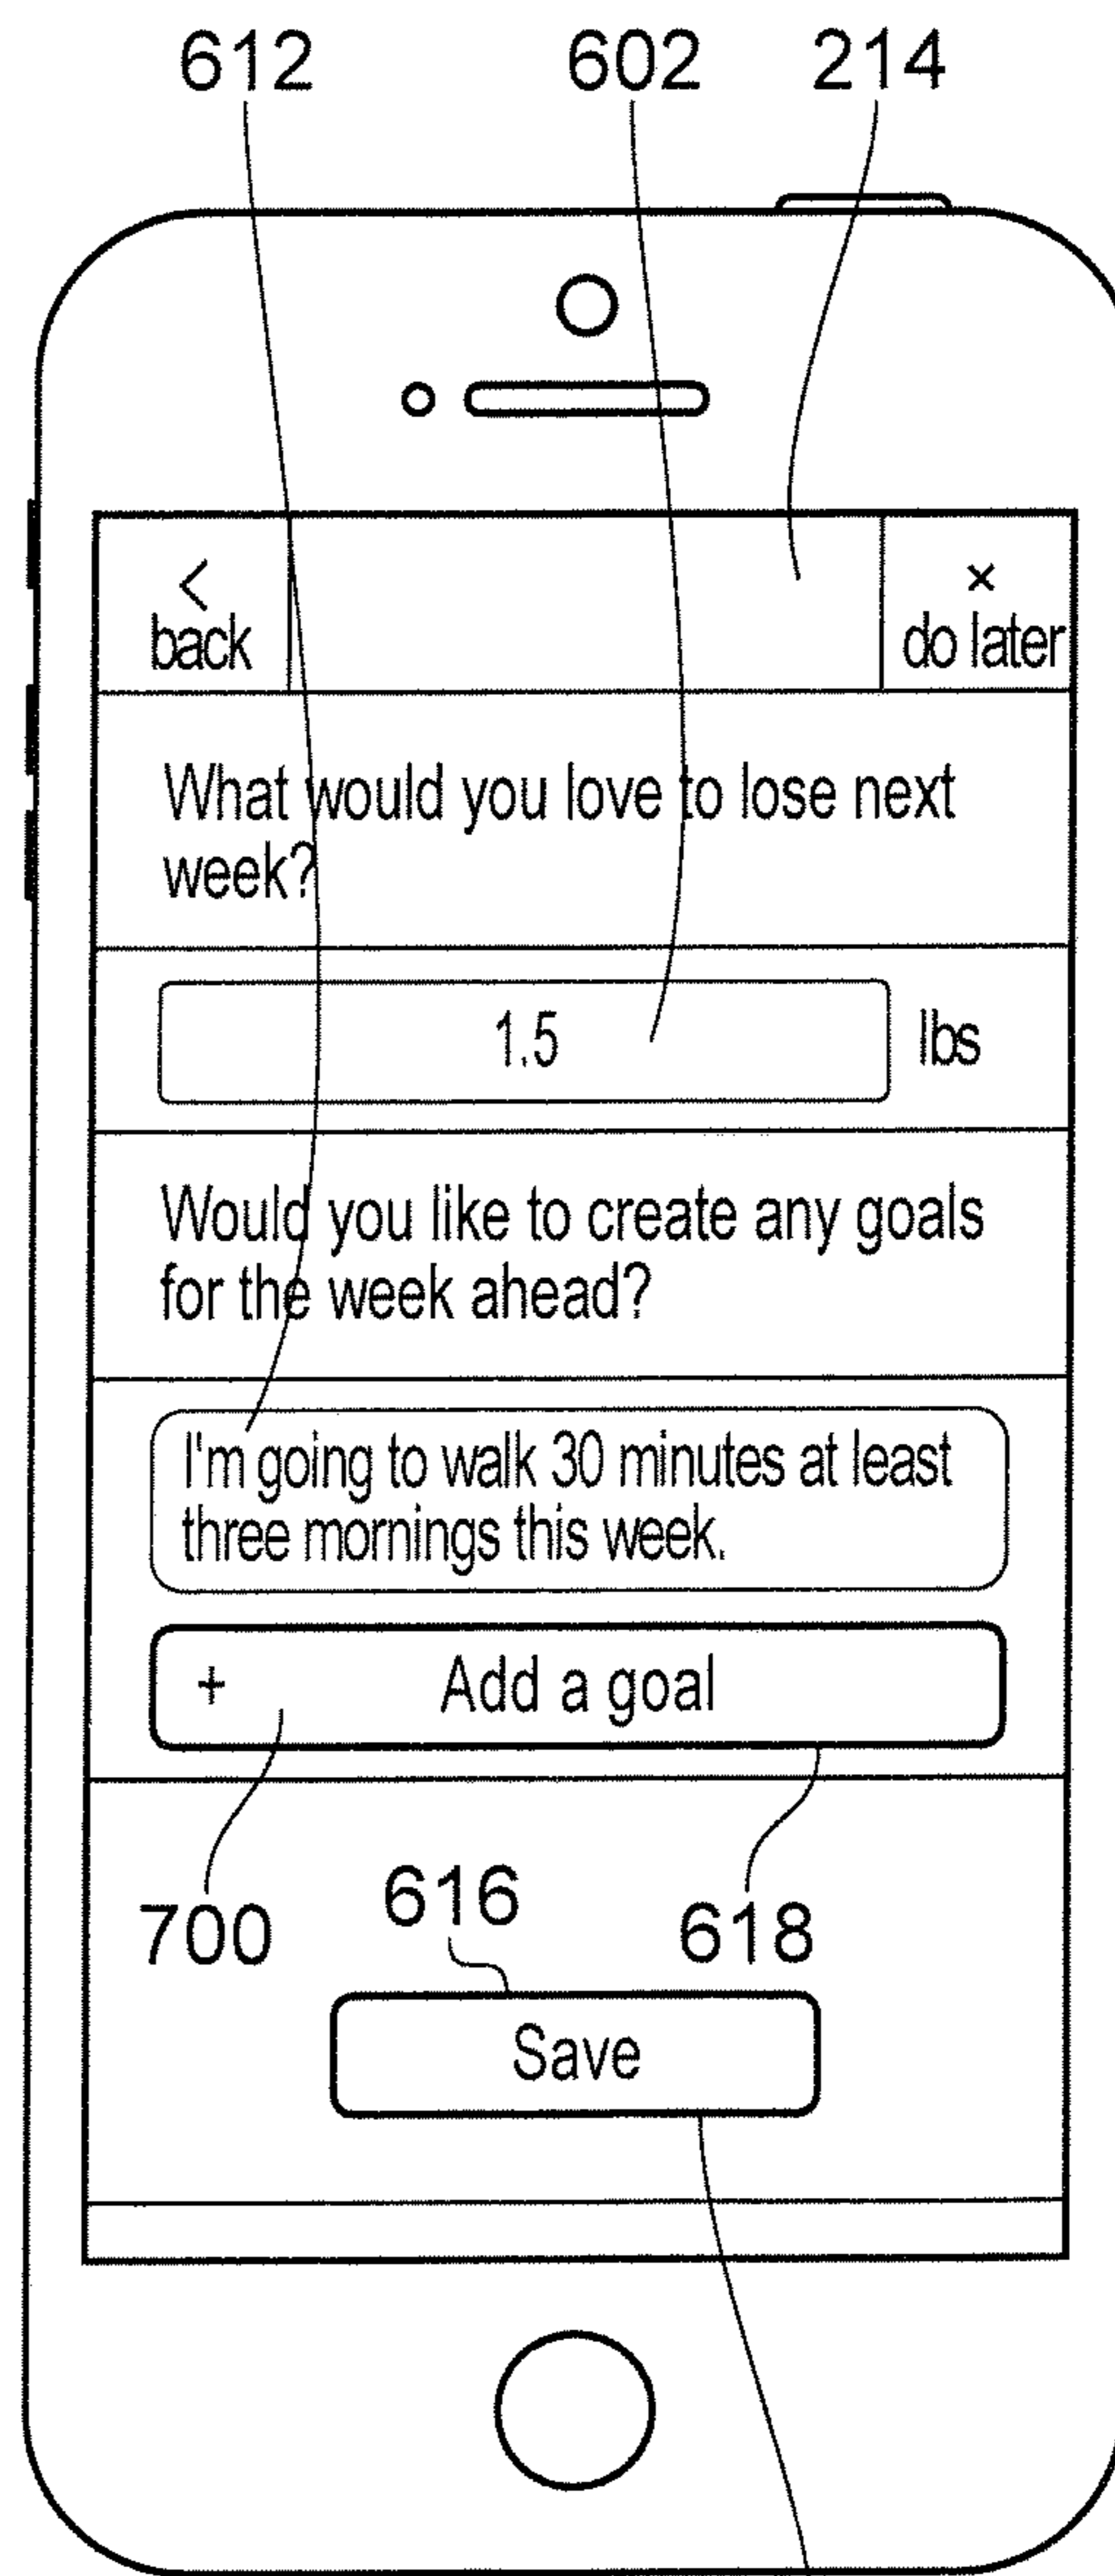 612 602 214
< ×
back do later
What would you love to lose next
week?
1.5 lbs
Would you like to create any goals
for the week ahead?
I'm going to walk 30 minutes at least
three mornings this week.
+ Add a goal
700 616 618
Save